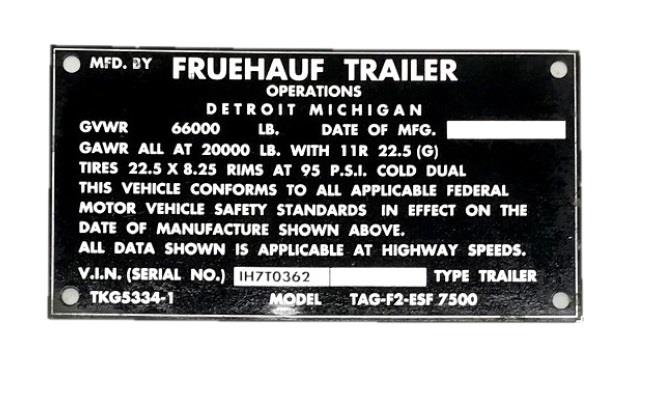 MFD. BY FRUEHAUF TRAILER
OPERATIONS
DETROIT MICHIGAN
GVWR 66000 LB. DATE OF MFG.
GAWR ALL AT 20000 LB. WITH 11R 22.5 (G)
TIRES 22.5 X 8.25 RIMS AT 95 P.S.I. COLD DUAL
THIS VEHICLE CONFORMS TO ALL APPLICABLE FEDERAL
MOTOR VEHICLE SAFETY STANDARDS IN EFFECT ON THE
DATE OF MANUFACTURE SHOWN ABOVE.
ALL DATA SHOWN IS APPLICABLE AT HIGHWAY SPEEDS.
V.I.N. (SERIAL NO.) IH7T0362 TYPE TRAILER
TKG5334-1 MODEL TAG-F2-ESF 7500